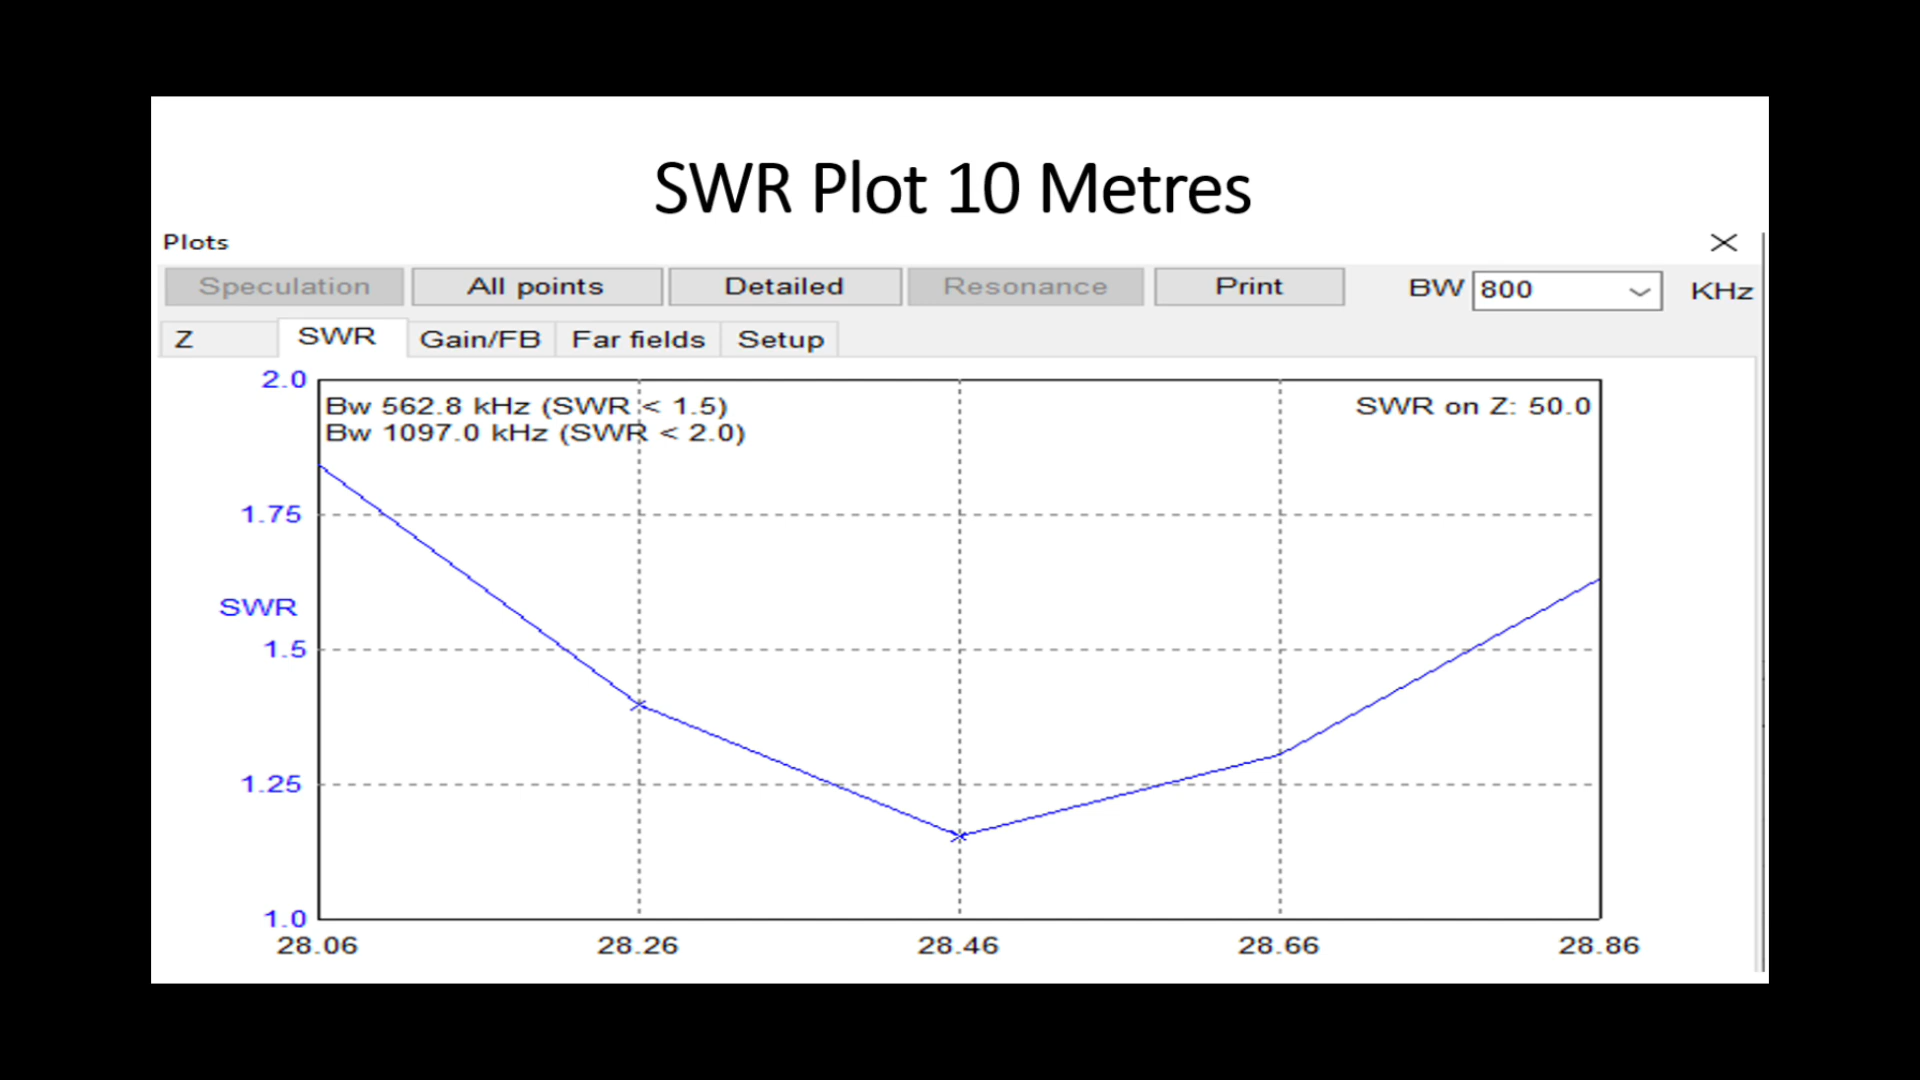 SWR Plot 10 Metres
Plots
Speculation All points Detailed Resonance Print BW 800 KHz
Z SWR Gain/FB Far fields Setup
2.0
Bw 562.8 kHz (SWR < 1.5) SWR on Z: 50.0
Bw 1097.0 kHz (SWR < 2.0)
1.75
SWR
1.5
1.25
1.0
28.06 28.26 28.46 28.66 28.86